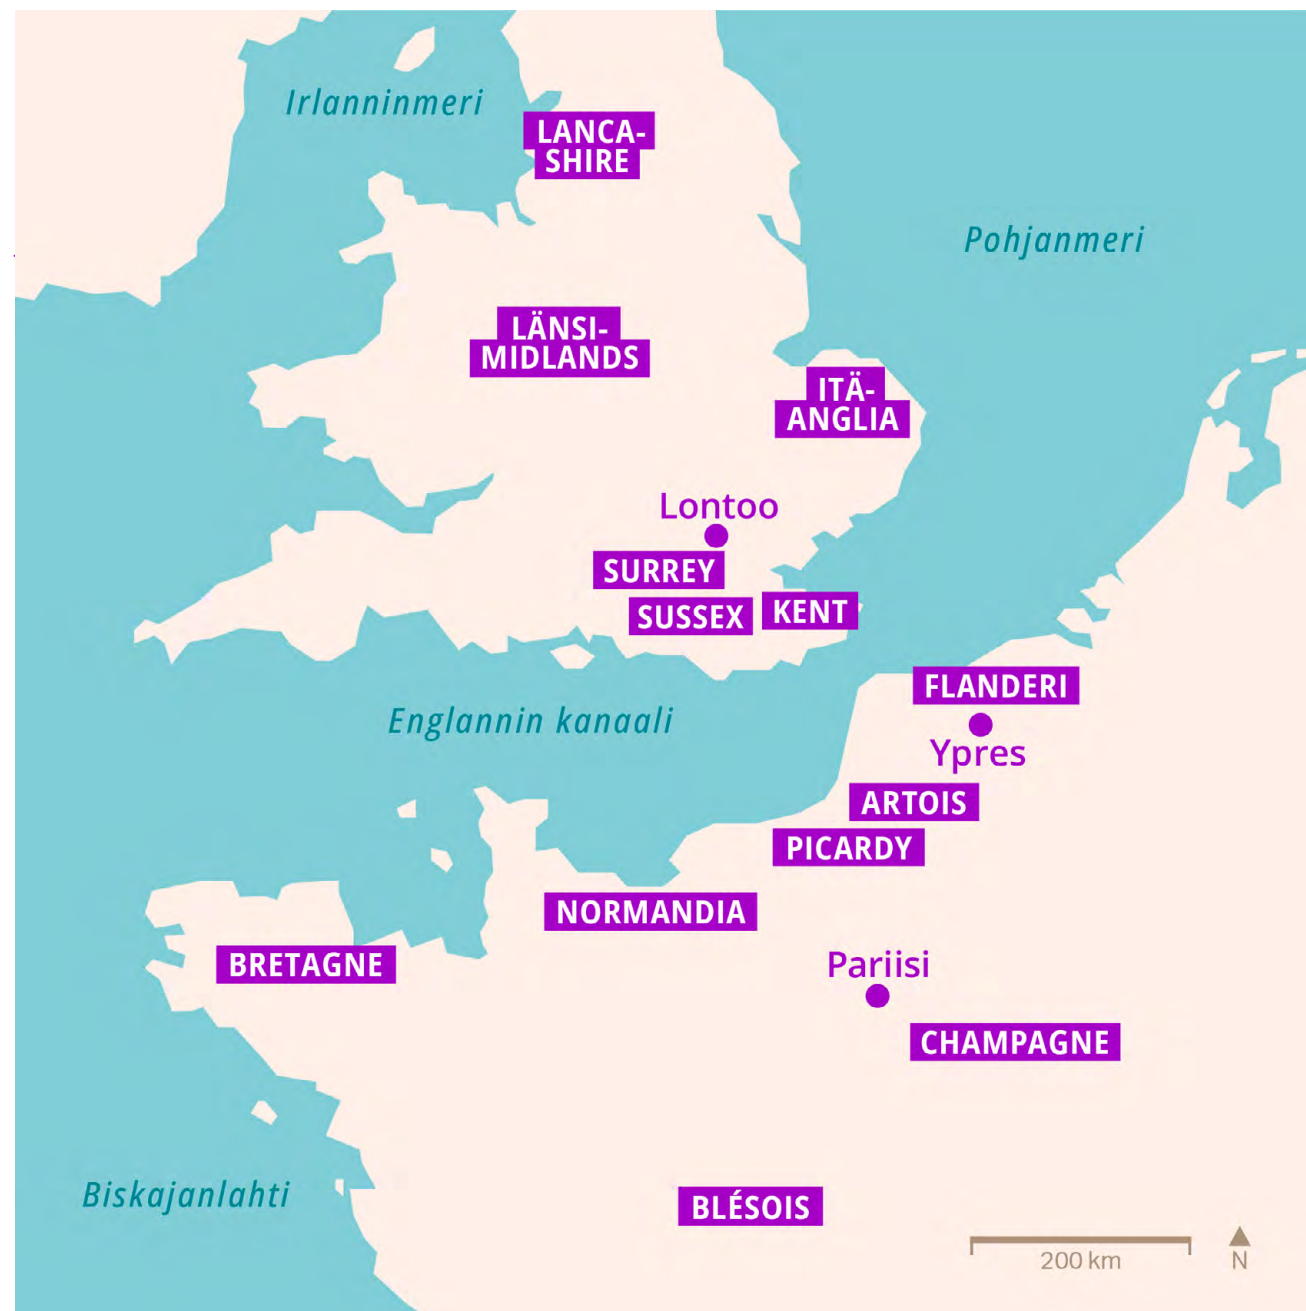 Irlanninmeri
LANCA-
SHIRE
Pohjanmeri
LÄNSI-
MIDLANDS
ITÄ-
ANGLIA
Lontoo
SURREY
SUSSEX
KENT
FLANDERI
Englannin kanaali
Ypres
ARTOIS
PICARDY
NORMANDIA
BRETAGNE
Pariisi
CHAMPAGNE
Biskajanlahti
BLÉSOIS
200 km
N